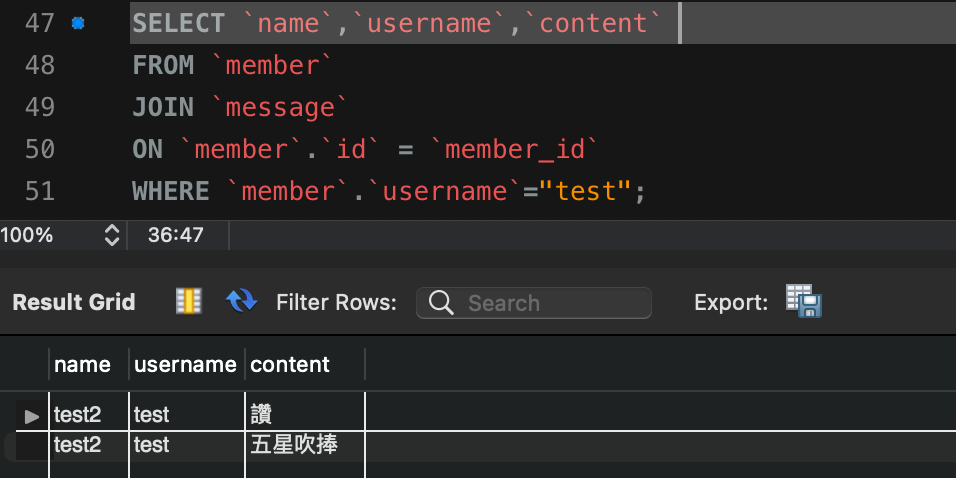 47 SELECT `name`,`username`,`content`
48 FROM `member`
49 JOIN `message`
50 ON `member`.`id` = `member_id`
51 WHERE `member`.`username`="test";
100% 36:47
Result Grid Filter Rows: Search Export:
name username content
test2 test 讚
test2 test 五星吹捧